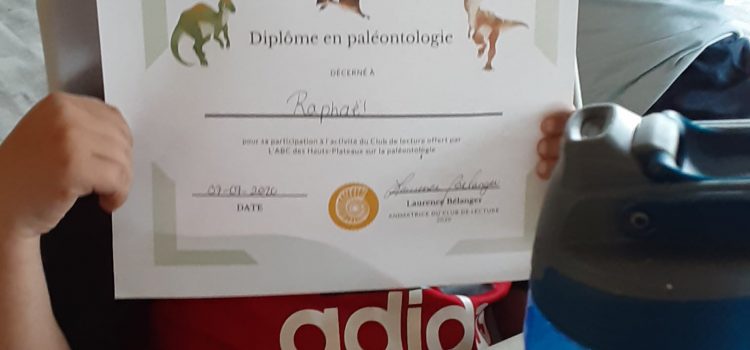 Diplôme en paléontologie
DÉCERNÉ À
Raphaël
pour sa participation à l'activité du Club de lecture offert par
L'ABC des Hauts-Plateaux sur la paléontologie
09-07-2020
Laurence Bélanger
DATE
Laurence Bélanger
ANIMATRICE DU CLUB DE LECTURE
2020
adid